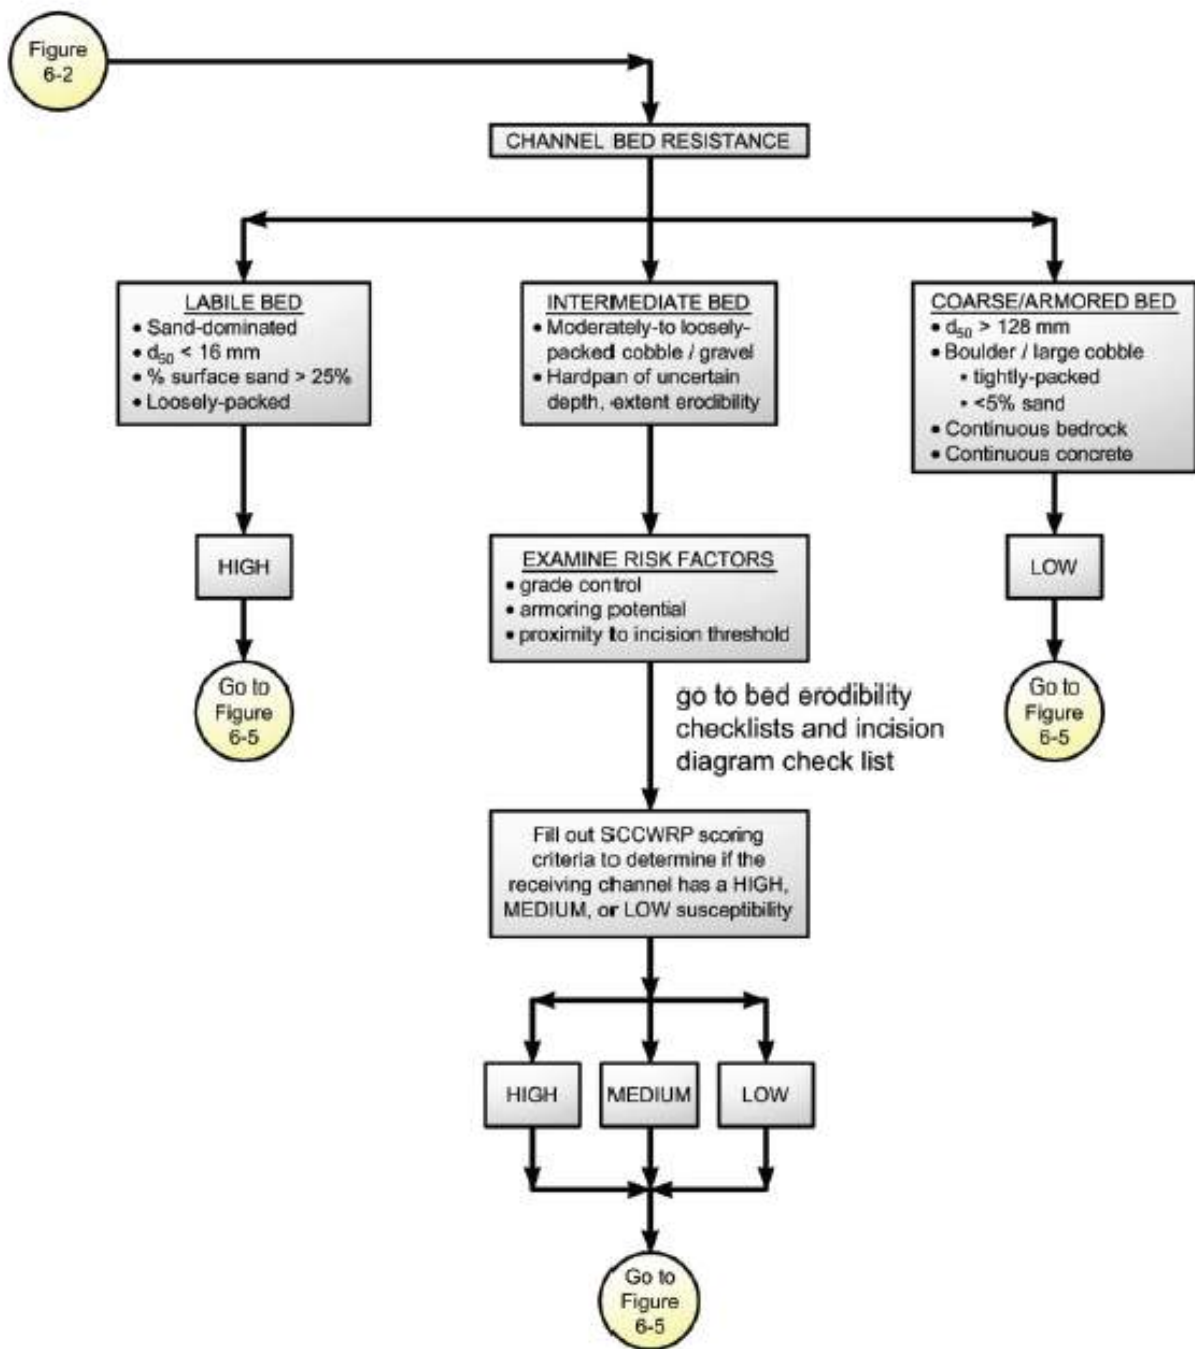 Figure
6-2
CHANNEL BED RESISTANCE
LABILE BED
• Sand-dominated
• d50 < 16 mm
• % surface sand > 25%
• Loosely-packed
INTERMEDIATE BED
• Moderately-to loosely-
packed cobble / gravel
• Hardpan of uncertain
depth, extent erodibility
COARSE/ARMORED BED
• d50 > 128 mm
• Boulder / large cobble
• tightly-packed
• <5% sand
• Continuous bedrock
• Continuous concrete
HIGH
EXAMINE RISK FACTORS
• grade control
• armoring potential
• proximity to incision threshold
LOW
Go to
Figure
6-5
go to bed erodibility
checklists and incision
diagram check list
Go to
Figure
6-5
Fill out SCCWRP scoring
criteria to determine if the
receiving channel has a HIGH,
MEDIUM, or LOW susceptibility
HIGH
MEDIUM
LOW
Go to
Figure
6-5